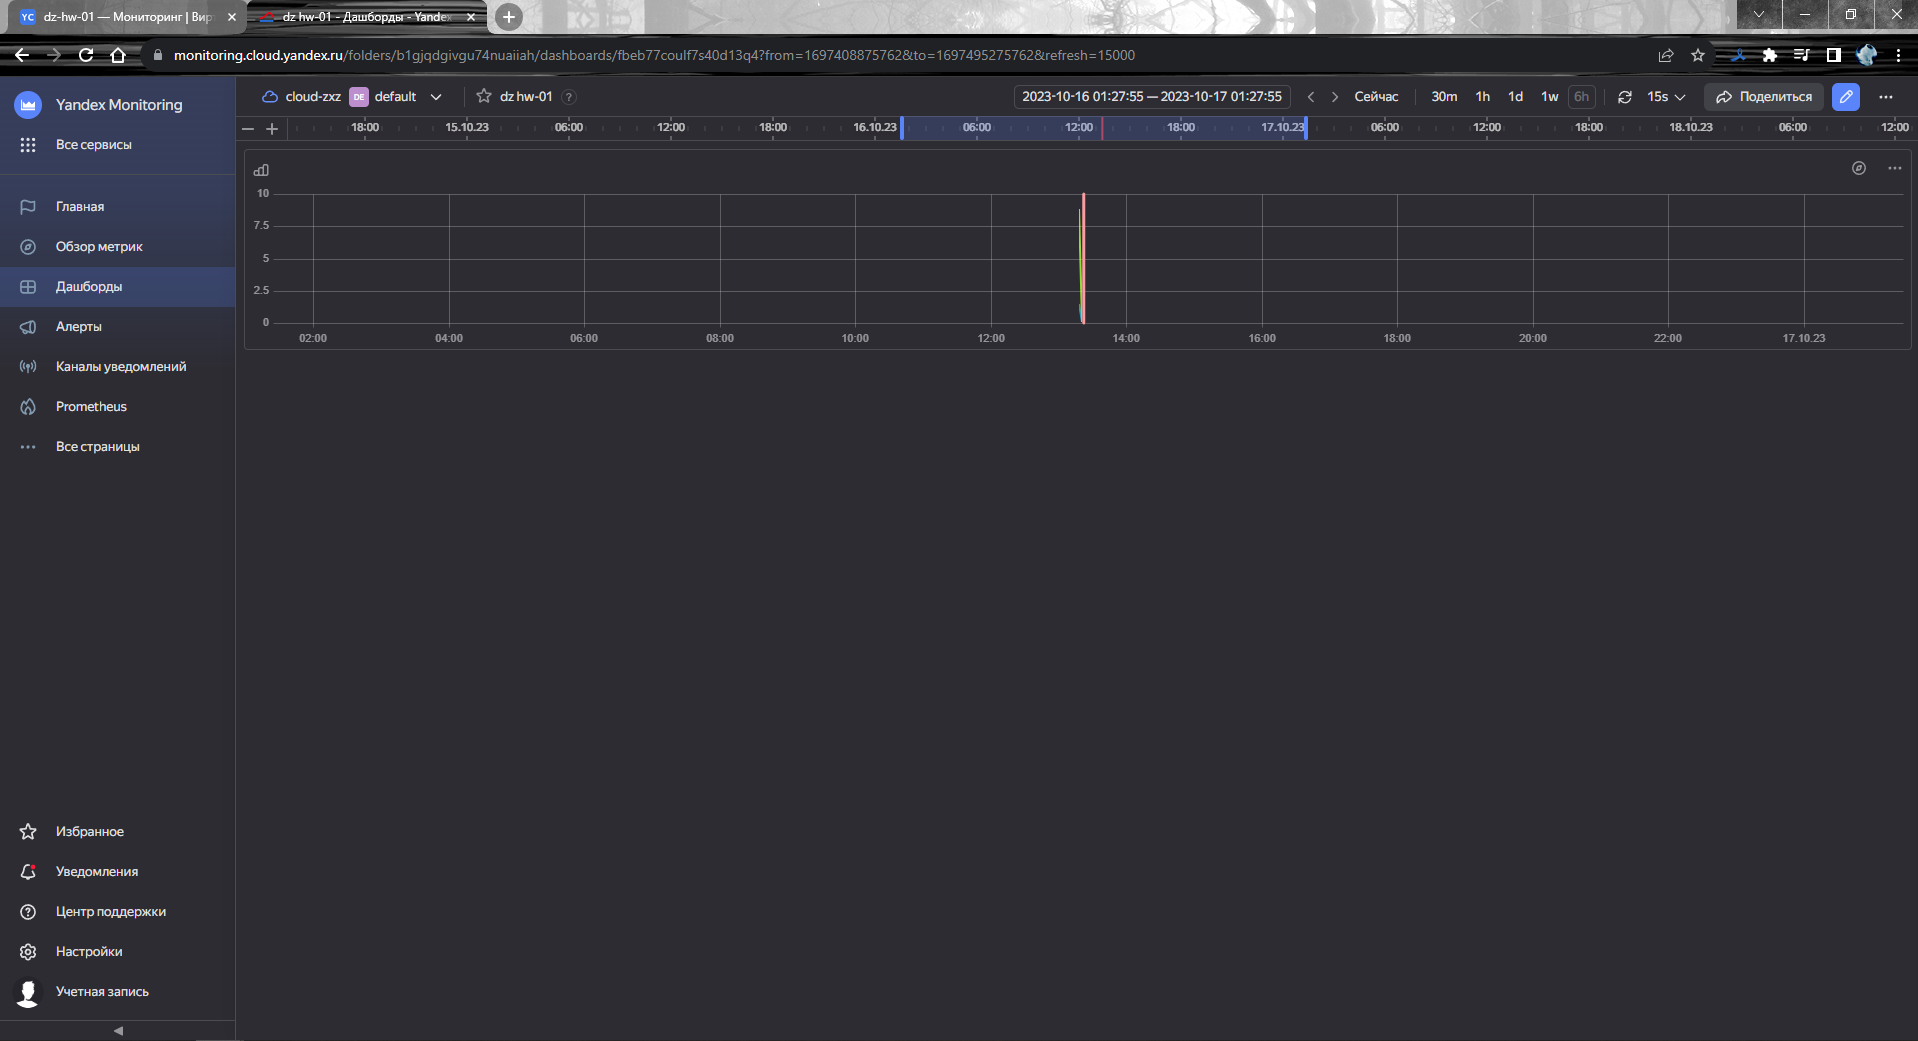 YC dz-hw-01 — Мониторинг | Вир
dz hw-01 - Дашборды - Yandex
monitoring.cloud.yandex.ru/folders/b1gjqdgivgu74nuaiiah/dashboards/fbeb77coulf7s40d13q4?from=1697408875762&to=1697495275762&refresh=15000
Yandex Monitoring
Все сервисы
Главная
Обзор метрик
Дашборды
Алерты
Каналы уведомлений
Prometheus
Все страницы
Избранное
Уведомления
Центр поддержки
Настройки
Учетная запись
cloud-zxz DE default dz hw-01 ?
2023-10-16 01:27:55 — 2023-10-17 01:27:55 Сейчас 30m 1h 1d 1w 6h 15s Поделиться
18:00 15.10.23 06:00 12:00 18:00 16.10.23 06:00 12:00 18:00 17.10.23 06:00 12:00 18:00 18.10.23 06:00 12:00
10
7.5
5
2.5
0
02:00 04:00 06:00 08:00 10:00 12:00 14:00 16:00 18:00 20:00 22:00 17.10.23